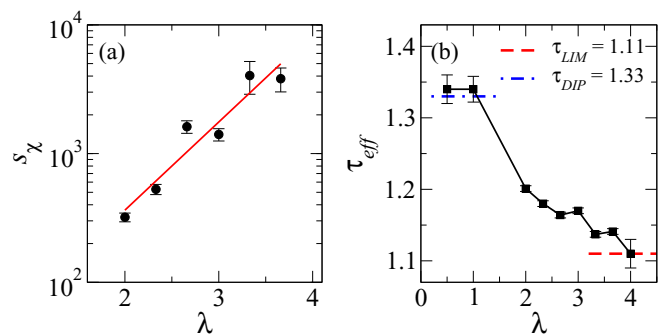 (a)
s_χ
10^4
10^3
10^2
2 3 4
λ
(b)
τ_LIM = 1.11
τ_DIP = 1.33
τ_eff
1.4
1.3
1.2
1.1
0 1 2 3 4
λ